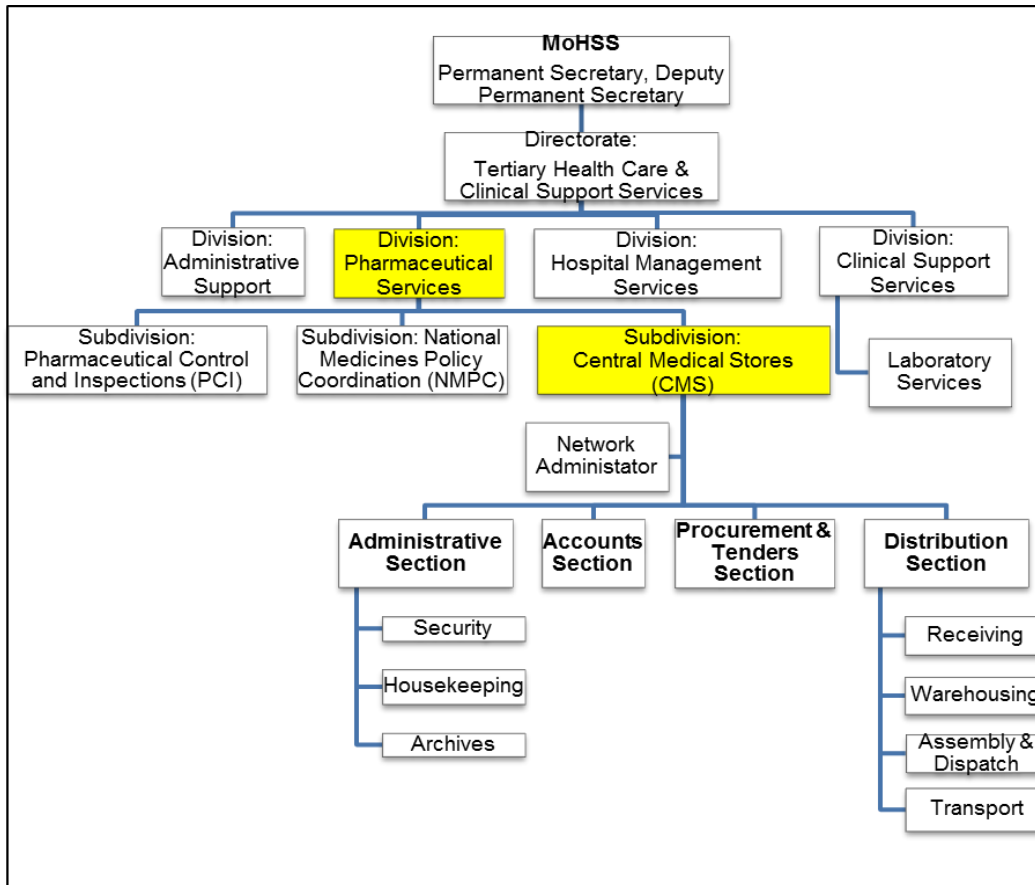 MoHSS
Permanent Secretary, Deputy
Permanent Secretary
Directorate:
Tertiary Health Care &
Clinical Support Services
Division:
Administrative
Support
Division:
Pharmaceutical
Services
Division:
Hospital Management
Services
Division:
Clinical Support
Services
Subdivision:
Pharmaceutical Control
and Inspections (PCI)
Subdivision: National
Medicines Policy
Coordination (NMPC)
Subdivision:
Central Medical Stores
(CMS)
Laboratory
Services
Network
Administator
Administrative
Section
Accounts
Section
Procurement &
Tenders
Section
Distribution
Section
Security
Housekeeping
Archives
Receiving
Warehousing
Assembly &
Dispatch
Transport